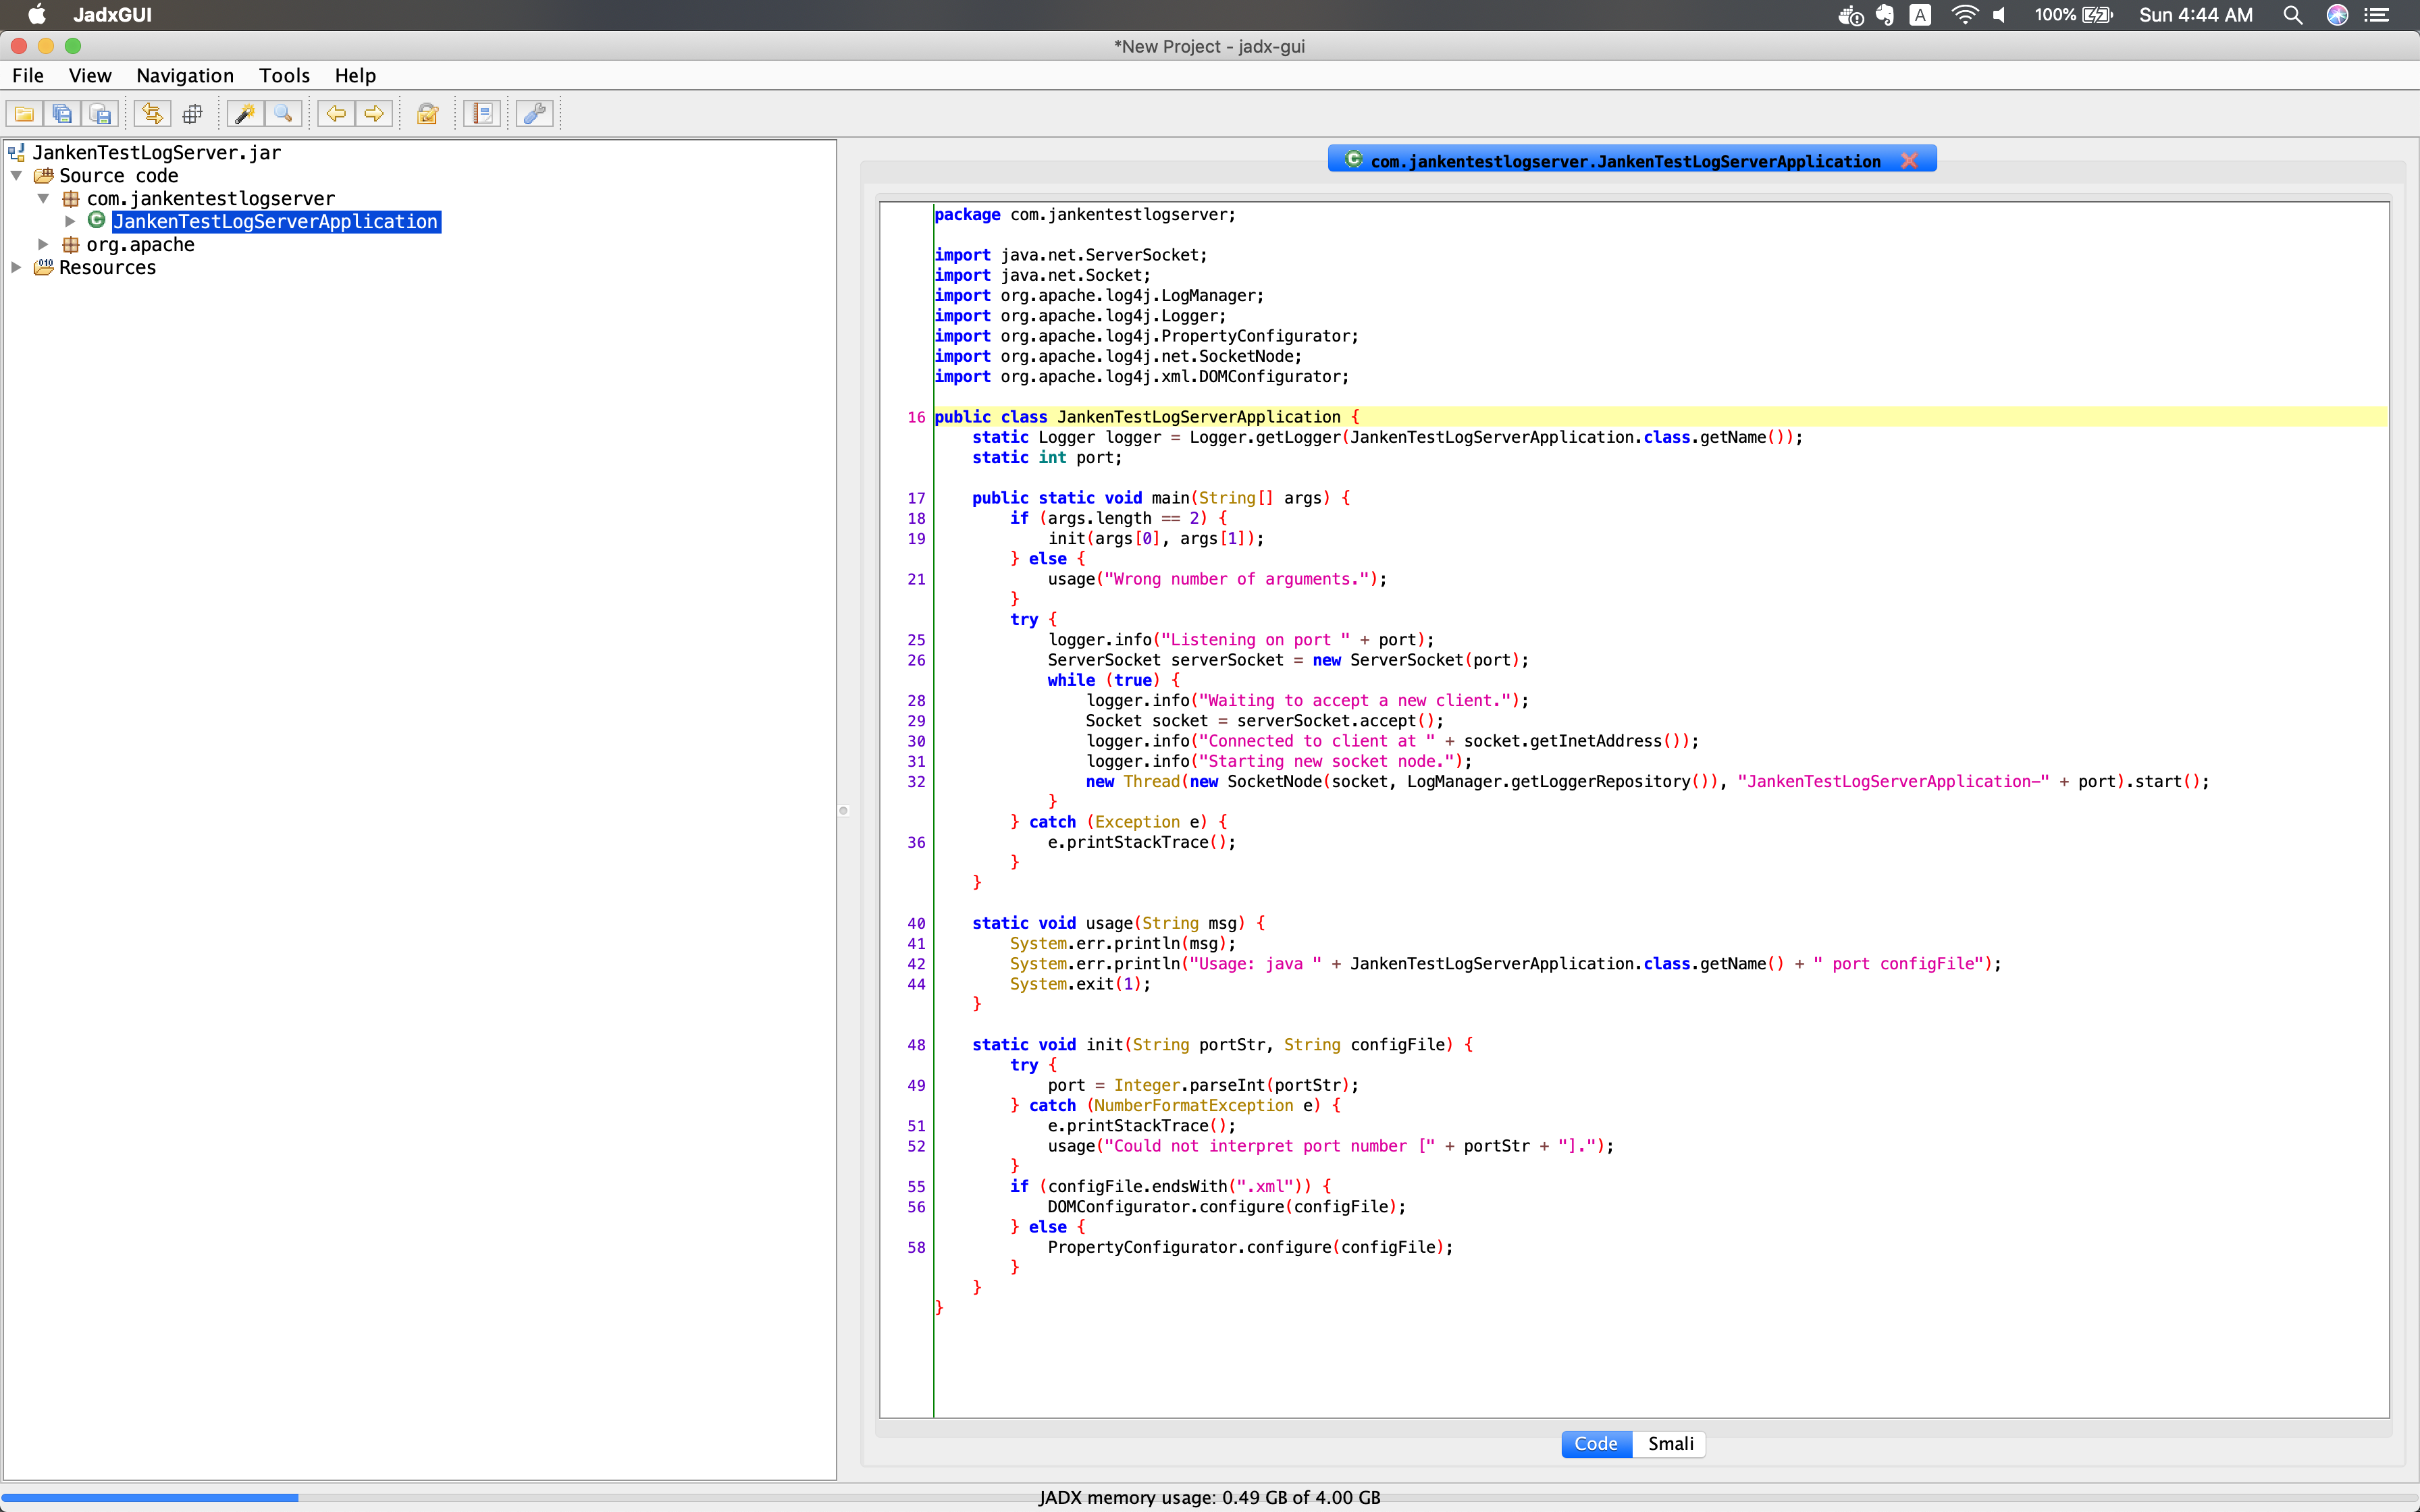 JadxGUI
A
100%
Sun 4:44 AM
*New Project - jadx-gui
File View Navigation Tools Help
JankenTestLogServer.jar
Source code
com.jankentestlogserver
C JankenTestLogServerApplication
org.apache
010 Resources
C com.jankentestlogserver.JankenTestLogServerApplication
package com.jankentestlogserver;
import java.net.ServerSocket;
import java.net.Socket;
import org.apache.log4j.LogManager;
import org.apache.log4j.Logger;
import org.apache.log4j.PropertyConfigurator;
import org.apache.log4j.net.SocketNode;
import org.apache.log4j.xml.DOMConfigurator;
16 public class JankenTestLogServerApplication {
static Logger logger = Logger.getLogger(JankenTestLogServerApplication.class.getName());
static int port;
17 public static void main(String[] args) {
18 if (args.length == 2) {
19 init(args[0], args[1]);
} else {
21 usage("Wrong number of arguments.");
}
try {
25 logger.info("Listening on port " + port);
26 ServerSocket serverSocket = new ServerSocket(port);
while (true) {
28 logger.info("Waiting to accept a new client.");
29 Socket socket = serverSocket.accept();
30 logger.info("Connected to client at " + socket.getInetAddress());
31 logger.info("Starting new socket node.");
32 new Thread(new SocketNode(socket, LogManager.getLoggerRepository()), "JankenTestLogServerApplication-" + port).start();
}
} catch (Exception e) {
36 e.printStackTrace();
}
}
40 static void usage(String msg) {
41 System.err.println(msg);
42 System.err.println("Usage: java " + JankenTestLogServerApplication.class.getName() + " port configFile");
44 System.exit(1);
}
48 static void init(String portStr, String configFile) {
try {
49 port = Integer.parseInt(portStr);
} catch (NumberFormatException e) {
51 e.printStackTrace();
52 usage("Could not interpret port number [" + portStr + "].");
}
55 if (configFile.endsWith(".xml")) {
56 DOMConfigurator.configure(configFile);
} else {
58 PropertyConfigurator.configure(configFile);
}
}
}
Code Smali
JADX memory usage: 0.49 GB of 4.00 GB